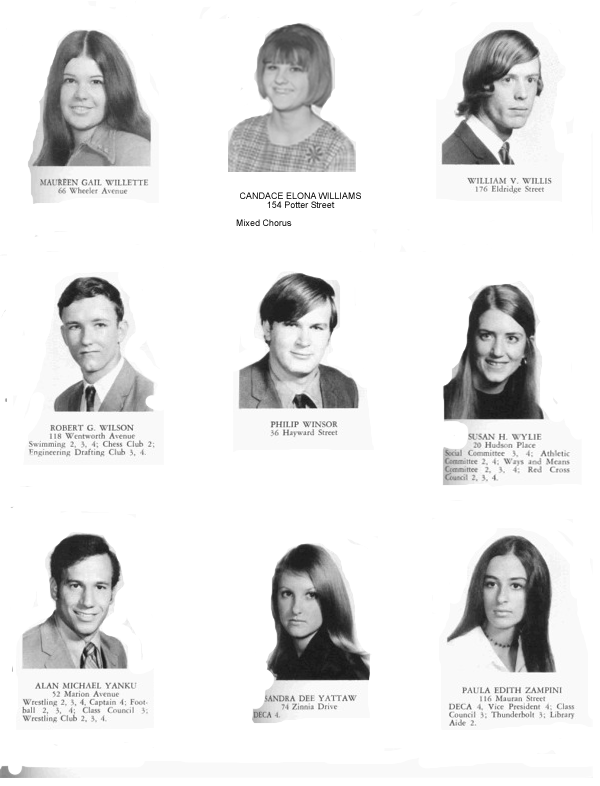 MAUREEN GAIL WILLETTE
66 Wheeler Avenue
CANDACE ELONA WILLIAMS
154 Potter Street
Mixed Chorus
WILLIAM V. WILLIS
176 Eldridge Street
ROBERT G. WILSON
118 Wentworth Avenue
Swimming 2, 3, 4; Chess Club 2;
Engineering Drafting Club 3, 4.
PHILIP WINSOR
36 Hayward Street
SUSAN H. WYLIE
20 Hudson Place
Social Committee 3, 4; Athletic
Committee 2, 4; Ways and Means
Committee 2, 3, 4; Red Cross
Council 2, 3, 4.
ALAN MICHAEL YANKU
52 Marion Avenue
Wrestling 2, 3, 4, Captain 4; Foot-
ball 2, 3, 4; Class Council 3;
Wrestling Club 2, 3, 4.
SANDRA DEE YATTAW
74 Zinnia Drive
DECA 4.
PAULA EDITH ZAMPINI
116 Mauran Street
DECA 4, Vice President 4; Class
Council 3; Thunderbolt 3; Library
Aide 2.